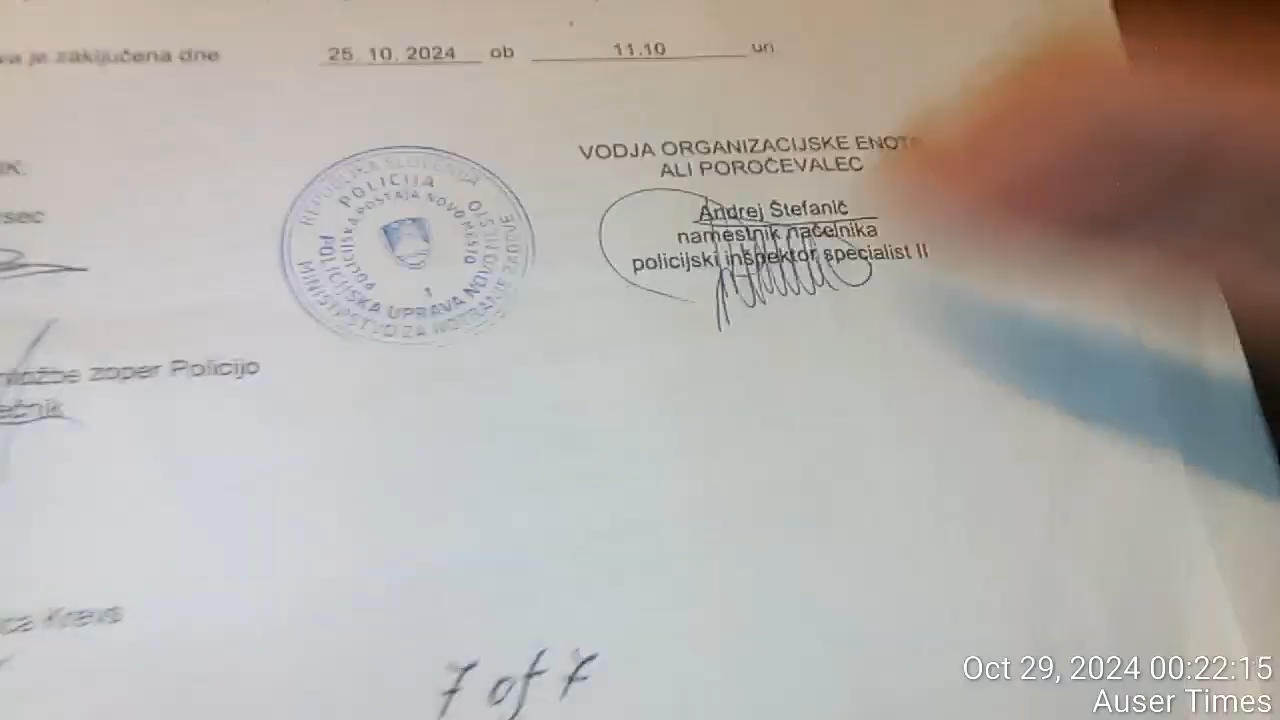 je zaključena dne 25. 10. 2024 ob 11.10 uri
VODJA ORGANIZACIJSKE
ALI POROČEVALEC
Andrej Štefanič
namestnik načelnika
policijski inšpektor specialist II
REPUBLIKA SLOVENIJA
MINISTRSTVO ZA NOTRANJE ZADEVE
POLICIJA
POLICIJSKA UPRAVA NOVO MESTO
POLICIJSKA POSTAJA NOVO MESTO
1
zoper Policijo
7 of 7
Oct 29, 2024 00:22:15
Auser Times